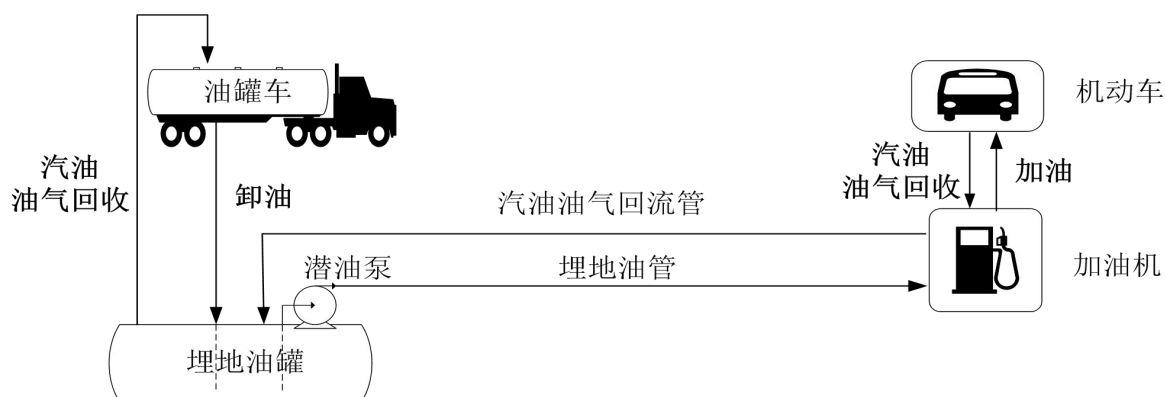 油罐车
机动车
汽油
油气回收
卸油
汽油
油气回收
加油
汽油油气回流管
潜油泵
埋地油管
加油机
埋地油罐